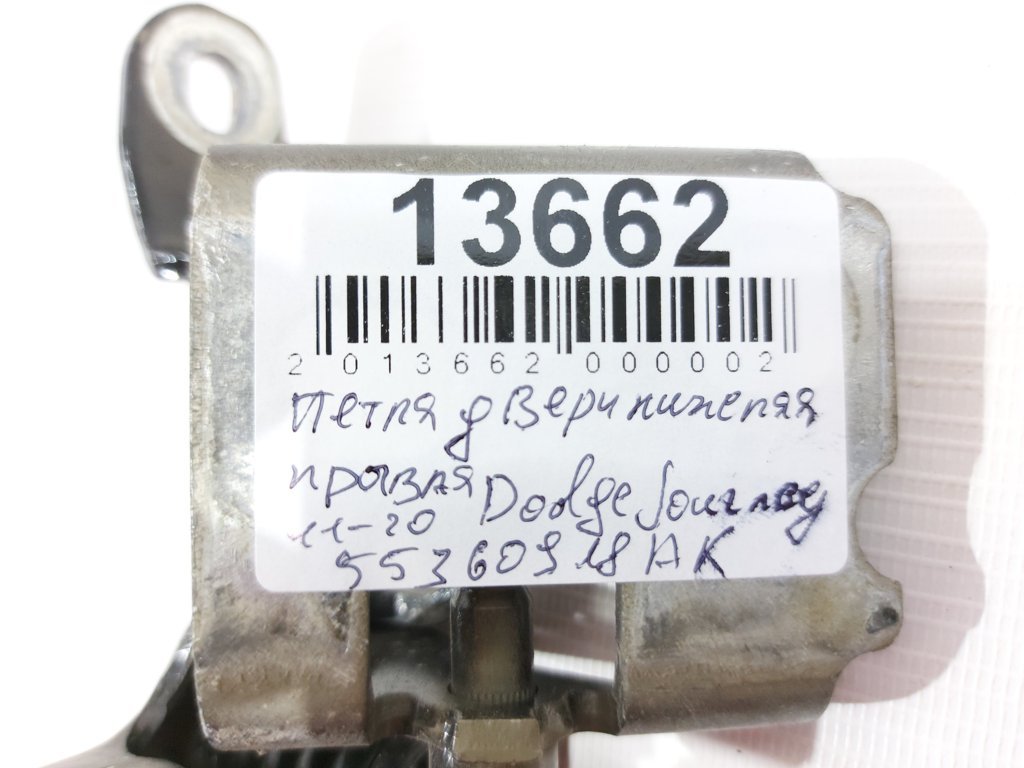 13662
2 013662 000002
Петля двери нижняя
правая Dodge Journey
11-20
55360918AK